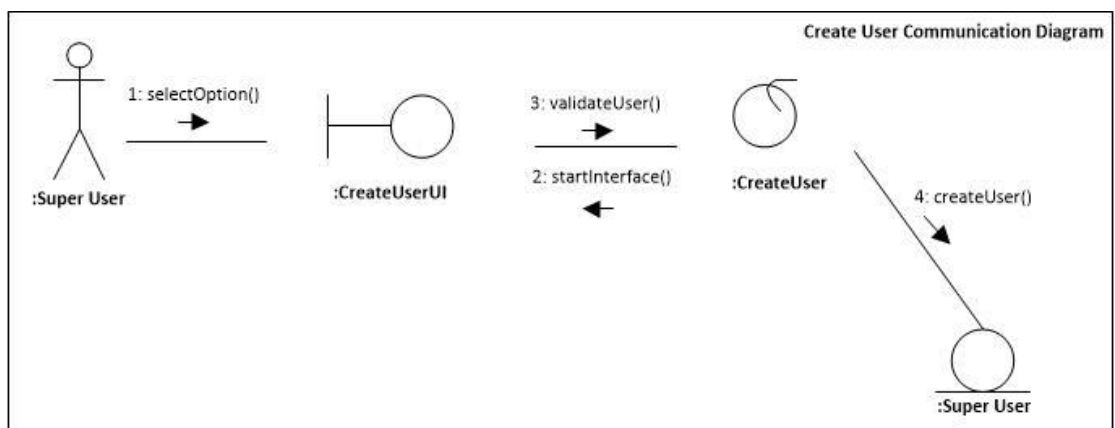 Create User Communication Diagram
1: selectOption()
3: validateUser()
2: startInterface()
:Super User
:CreateUserUI
:CreateUser
4: createUser()
:Super User